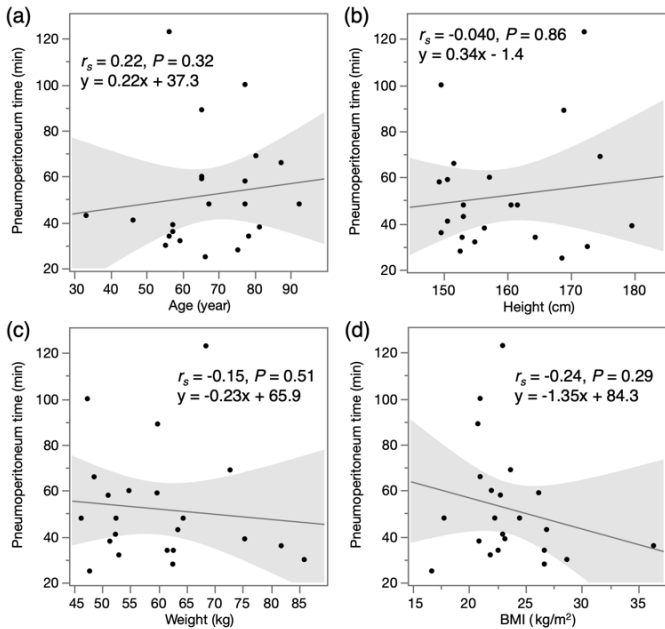 (a)
Pneumoperitoneum time (min)
120
100
80
60
40
20
rs = 0.22, P = 0.32
y = 0.22x + 37.3
30 40 50 60 70 80 90
Age (year)
(b)
Pneumoperitoneum time (min)
120
100
80
60
40
20
rs = -0.040, P = 0.86
y = 0.34x - 1.4
150 160 170 180
Height (cm)
(c)
Pneumoperitoneum time (min)
120
100
80
60
40
20
rs = -0.15, P = 0.51
y = -0.23x + 65.9
45 50 55 60 65 70 75 80 85
Weight (kg)
(d)
Pneumoperitoneum time (min)
120
100
80
60
40
20
rs = -0.24, P = 0.29
y = -1.35x + 84.3
15 20 25 30 35
BMI (kg/m²)